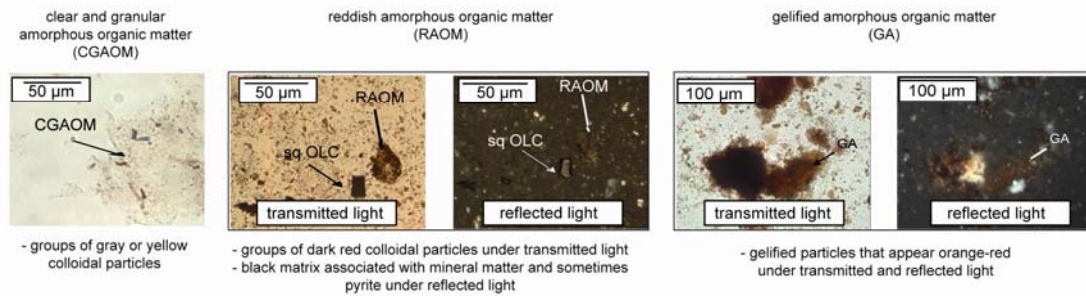 clear and granular
amorphous organic matter
(CGAOM)
50 µm
CGAOM
- groups of gray or yellow
colloidal particles
reddish amorphous organic matter
(RAOM)
50 µm
RAOM
sq OLC
transmitted light
50 µm
RAOM
sq OLC
reflected light
- groups of dark red colloidal particles under transmitted light
- black matrix associated with mineral matter and sometimes
pyrite under reflected light
gelified amorphous organic matter
(GA)
100 µm
GA
transmitted light
100 µm
GA
reflected light
- gelified particles that appear orange-red
under transmitted and reflected light